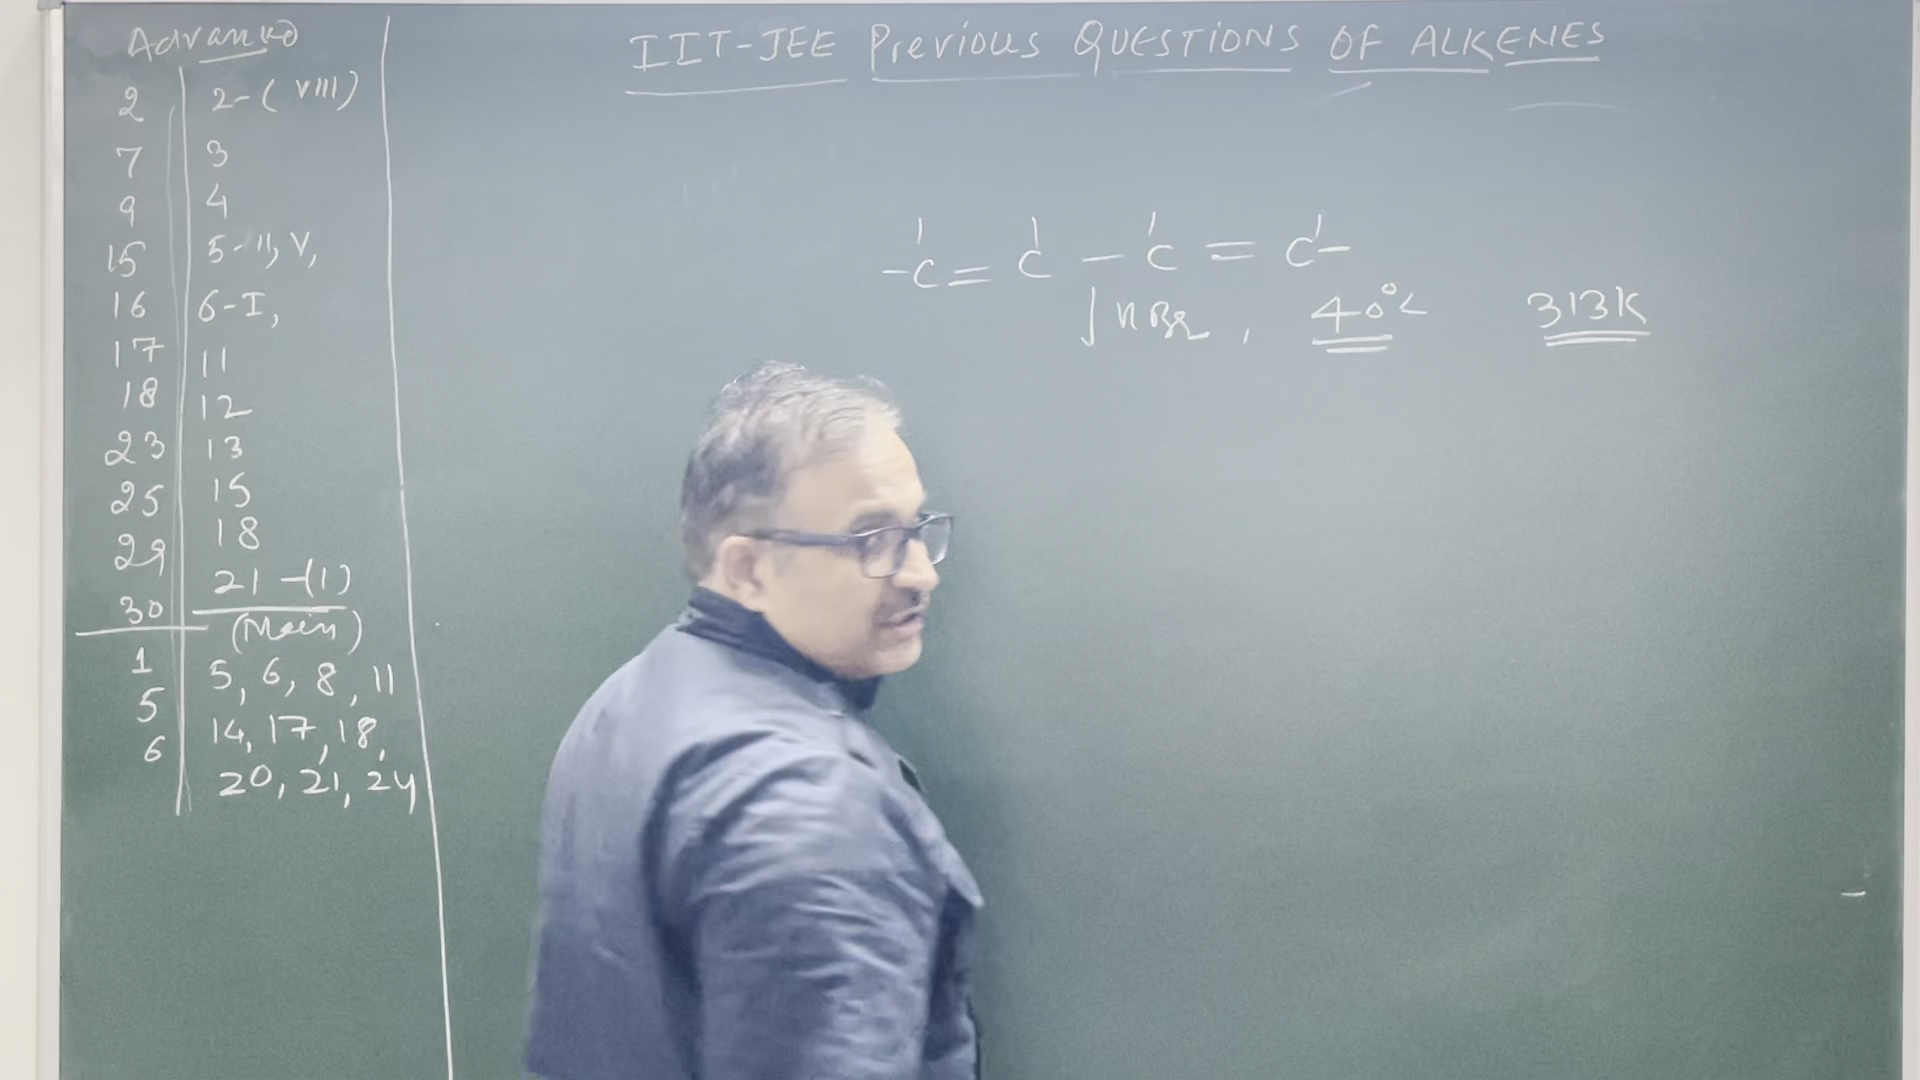 Advanced
2 2-(VIII)
7 3
9 4
15 5-II, V,
16 6-I,
17 11
18 12
23 13
25 15
29 18
30 21-(1)
(Main)
1 5, 6, 8, 11
5 14, 17, 18,
6 20, 21, 24
IIT-JEE Previous QUESTIONS OF ALKENES
-C=C-C=C-
HBr, 40°C 313K